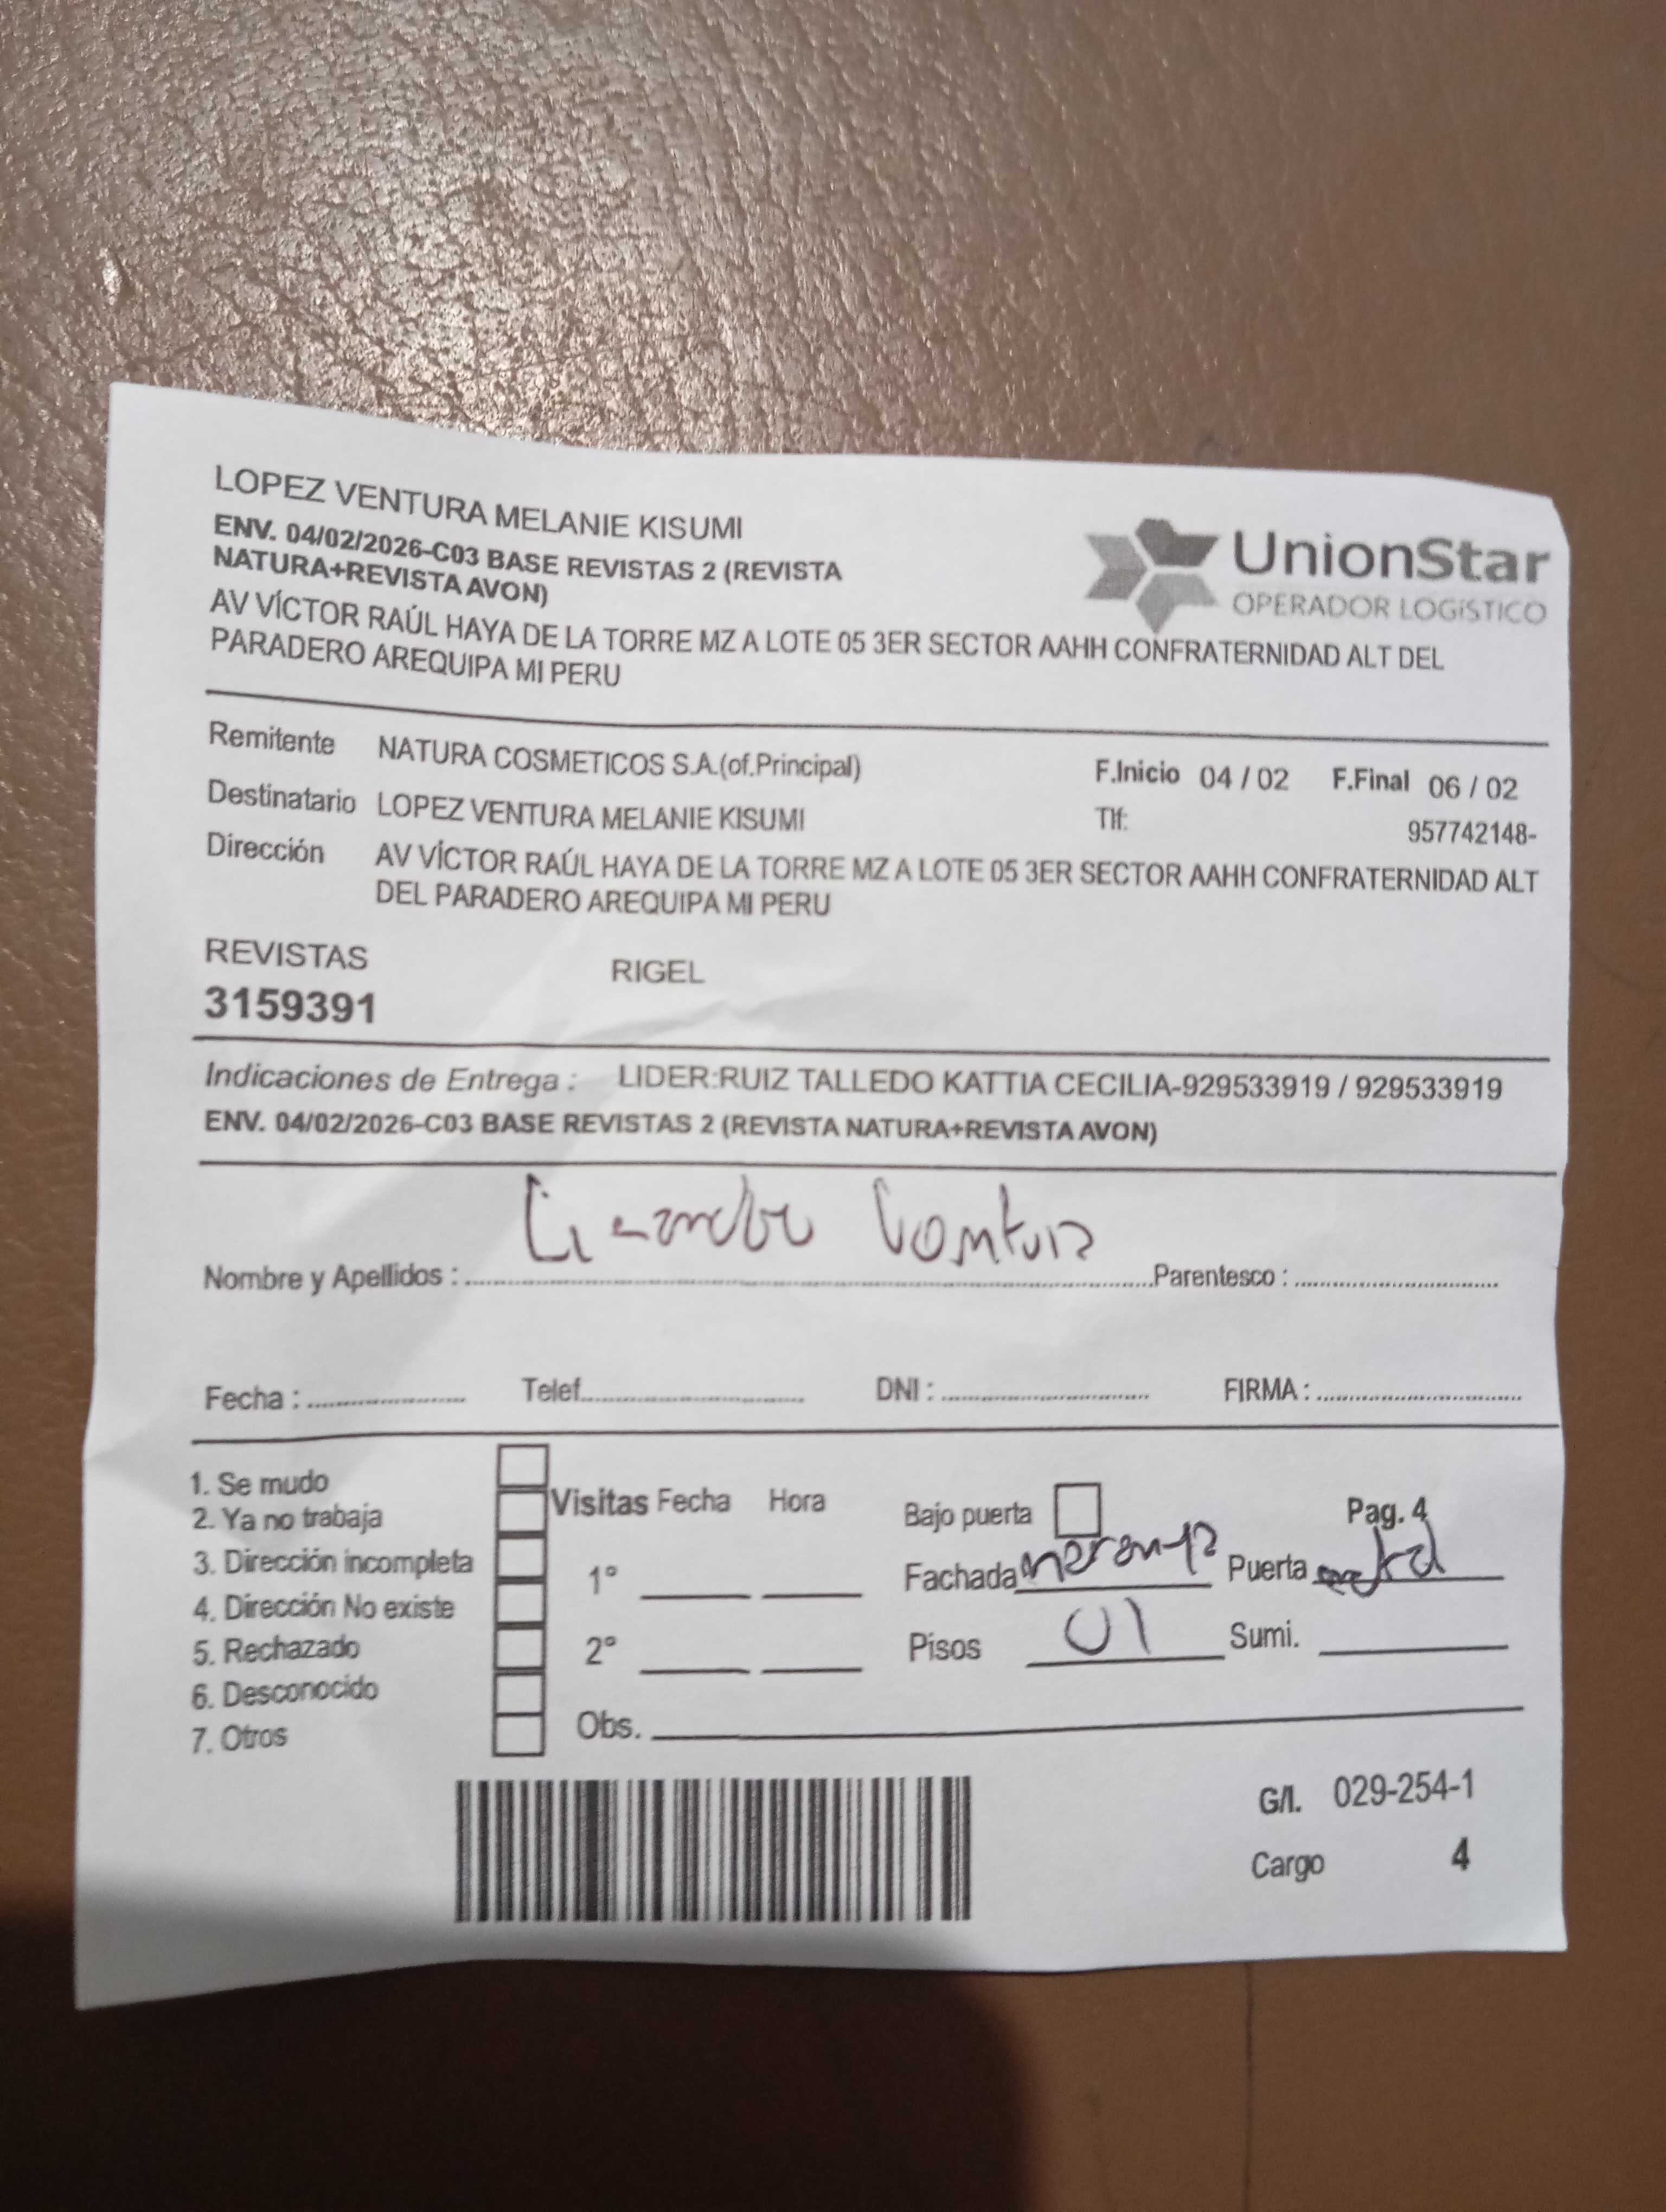 LOPEZ VENTURA MELANIE KISUMI
ENV. 04/02/2026-C03 BASE REVISTAS 2 (REVISTA
NATURA+REVISTA AVON)
UnionStar
OPERADOR LOGíSTICO
AV VÍCTOR RAÚL HAYA DE LA TORRE MZ A LOTE 05 3ER SECTOR AAHH CONFRATERNIDAD ALT DEL
PARADERO AREQUIPA MI PERU
Remitente NATURA COSMETICOS S.A.(of.Principal) F.Inicio 04 / 02 F.Final 06 / 02
Destinatario LOPEZ VENTURA MELANIE KISUMI Tlf: 957742148-
Dirección AV VÍCTOR RAÚL HAYA DE LA TORRE MZ A LOTE 05 3ER SECTOR AAHH CONFRATERNIDAD ALT
DEL PARADERO AREQUIPA MI PERU
REVISTAS RIGEL
3159391
Indicaciones de Entrega : LIDER:RUIZ TALLEDO KATTIA CECILIA-929533919 / 929533919
ENV. 04/02/2026-C03 BASE REVISTAS 2 (REVISTA NATURA+REVISTA AVON)
Nombre y Apellidos : Ventura Parentesco :
Fecha : Telef. DNI : FIRMA :
1. Se mudo
2. Ya no trabaja
3. Dirección incompleta
4. Dirección No existe
5. Rechazado
6. Desconocido
7. Otros
Visitas Fecha Hora
1°
2°
Obs.
Bajo puerta Pag. 4
Fachada naranja Puerta
Pisos 01 Sumi.
G/I. 029-254-1
Cargo 4